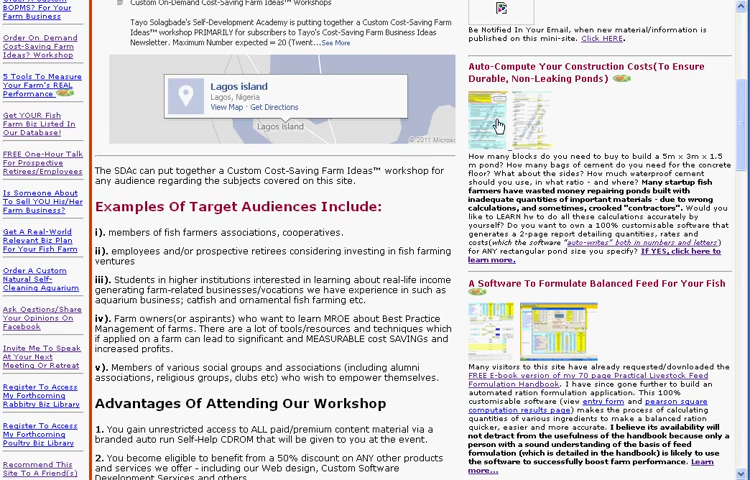 BOPMS? For Your
Farm Business
Order On Demand
Cost-Saving Farm
Ideas? Workshop
5 Tools To Measure
Your Farm's REAL
Performance
Get YOUR Fish
Farm Biz Listed In
Our Database!
FREE One-Hour Talk
For Prospective
Retirees/Employees
Is Someone About
To Sell YOU His/Her
Farm Business?
Get A Real-World
Relevant Biz Plan
For Your Fish Farm
Order A Custom
Natural Self-
Cleaning Aquarium
Ask Qestions/Share
Your Opinions On
Facebook
Invite Me To Speak
At Your Next
Meeting Or Retreat
Register To Access
My Forthcoming
Rabbitry Biz Library
Register To Access
My Forthcoming
Poultry Biz Library
Recommend This
Site To A Friend(s)
Custom On-Demand Cost-Saving Farm Ideas™ Workshops
Tayo Solagbade's Self-Development Academy is putting together a Custom Cost-Saving Farm
Ideas™ workshop PRIMARILY for subscribers to Tayo's Cost-Saving Farm Business Ideas
Newsletter. Maximum Number expected = 20 (Twent...See More
Lagos island
Lagos, Nigeria
View Map · Get Directions
Lagos island
© 2011 Microso
The SDAc can put together a Custom Cost-Saving Farm Ideas™ workshop for
any audience regarding the subjects covered on this site.
Examples Of Target Audiences Include:
i). members of fish farmers associations, cooperatives.
ii). employees and/or prospective retirees considering investing in fish farming
ventures
iii). Students in higher institutions interested in learning about real-life income
generating farm-related businesses/vocations we have experience in such as
aquarium business; catfish and ornamental fish farming etc.
iv). Farm owners(or aspirants) who want to learn MROE about Best Practice
Management of farms. There are a lot of tools/resources and techniques which
if applied on a farm can lead to significant and MEASURABLE cost SAVINGs and
increased profits.
v). Members of various social groups and associations (including alumni
associations, religious groups, clubs etc) who wish to empower themselves.
Advantages Of Attending Our Workshop
1. You gain unrestricted access to ALL paid/premium content material via a
branded auto run Self-Help CDROM that will be given to you at the event.
2. You become eligible to benefit from a 50% discount on ANY other products
and services we offer - including our Web design, Custom Software
Development Services and others
Be Notified In Your Email, when new material/information is
published on this mini-site. Click HERE.
Auto-Compute Your Construction Costs(To Ensure
Durable, Non-Leaking Ponds)
How many blocks do you need to buy to build a 5m x 3m x 1.5
m pond? How many bags of cement do you need for the concrete
floor? What about the sides? How much waterproof cement
should you use, in what ratio - and where? Many startup fish
farmers have wasted money repairing ponds built with
inadequate quantities of important materials - due to wrong
calculations, and sometimes, crooked "contractors". Would you
like to LEARN hw to do all these calculations accurately by
yourself? Do you want to own a 100% customisable software that
generates a 2-page report detailing quantities, rates and
costs(which the software "auto-writes" both in numbers and letters)
for ANY rectangular pond size you specify? If YES, click here to
learn more.
A Software To Formulate Balanced Feed For Your Fish
Many visitors to this site have already requested/downloaded the
FREE E-book version of my 70 page Practical Livestock Feed
Formulation Handbook. I have since gone further to build an
automated ration formulation application. This 100%
customisable software (view entry form and pearson square
computation results page) makes the process of calculating
quantities of various ingredients to make a balanced ration
quicker, easier and more accurate. I believe its availability
will not detract from the usefulness of the handbook because only a
person with a sound understanding of the basis of feed
formulation (which is detailed in the handbook) is likely to use
the software to successfully boost farm performance. Learn
more...